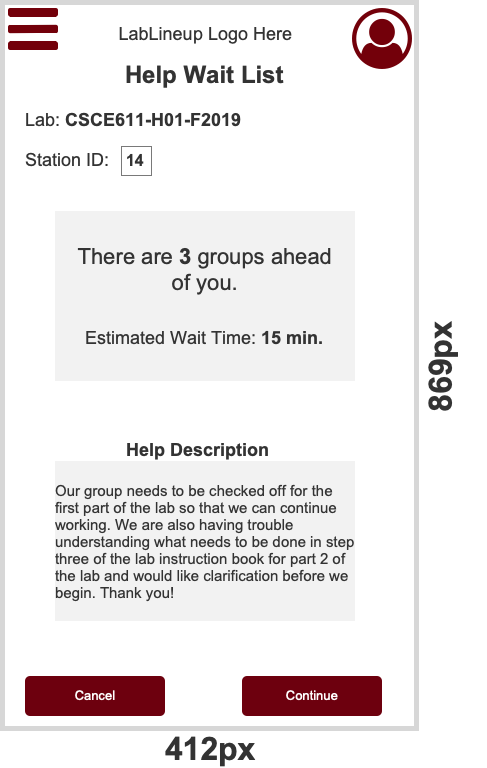 LabLineup Logo Here
Help Wait List
Lab: CSCE611-H01-F2019
Station ID: 14
There are 3 groups ahead
of you.
Estimated Wait Time: 15 min.
869px
Help Description
Our group needs to be checked off for the
first part of the lab so that we can continue
working. We are also having trouble
understanding what needs to be done in step
three of the lab instruction book for part 2 of
the lab and would like clarification before we
begin. Thank you!
Cancel
Continue
412px